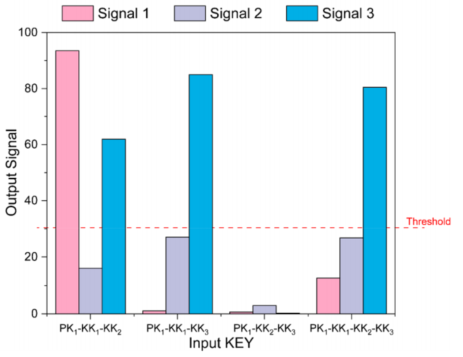 Signal 1 Signal 2 Signal 3
100
80
60
40
20
0
Output Signal
Threshold
PK₁-KK₁-KK₂ PK₁-KK₁-KK₃ PK₁-KK₂-KK₃ PK₁-KK₁-KK₂-KK₃
Input KEY